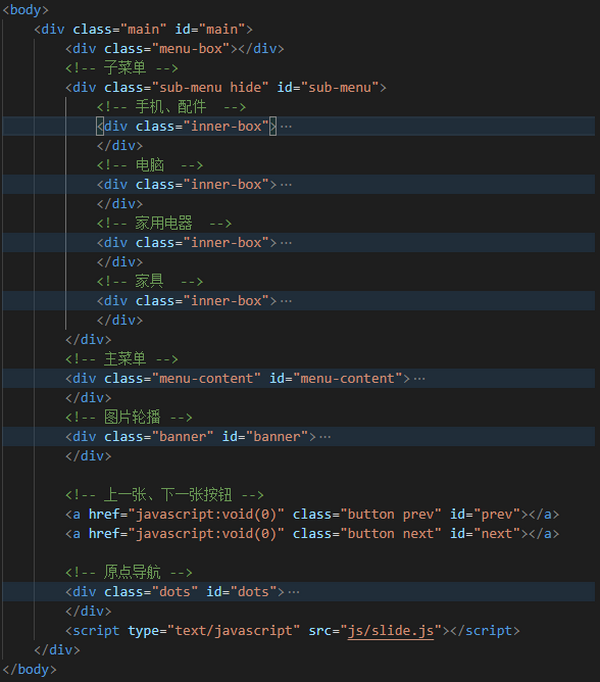 <body>
<div class="main" id="main">
<div class="menu-box"></div>
<!-- 子菜单 -->
<div class="sub-menu hide" id="sub-menu">
<!-- 手机、配件  -->
<div class="inner-box">…
</div>
<!-- 电脑  -->
<div class="inner-box">…
</div>
<!-- 家用电器  -->
<div class="inner-box">…
</div>
<!-- 家具  -->
<div class="inner-box">…
</div>
</div>
<!-- 主菜单 -->
<div class="menu-content" id="menu-content">…
</div>
<!-- 图片轮播 -->
<div class="banner" id="banner">…
</div>
<!-- 上一张、下一张按钮 -->
<a href="javascript:void(0)" class="button prev" id="prev"></a>
<a href="javascript:void(0)" class="button next" id="next"></a>
<!-- 原点导航 -->
<div class="dots" id="dots">…
</div>
<script type="text/javascript" src="js/slide.js"></script>
</div>
</body>